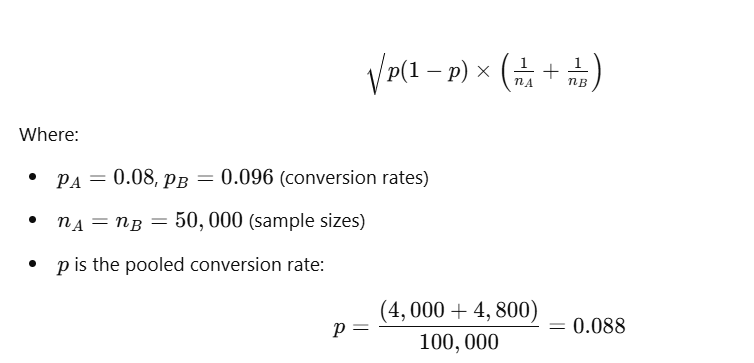 √p(1 − p) × (1/n_A + 1/n_B)
Where:
• p_A = 0.08, p_B = 0.096 (conversion rates)
• n_A = n_B = 50,000 (sample sizes)
• p is the pooled conversion rate:
p = (4,000 + 4,800)/100,000 = 0.088